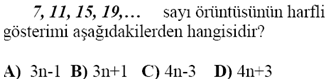 7, 11, 15, 19,... sayı örüntüsünün harfli
gösterimi aşağıdakilerden hangisidir?
A) 3n-1 B) 3n+1 C) 4n-3 D) 4n+3